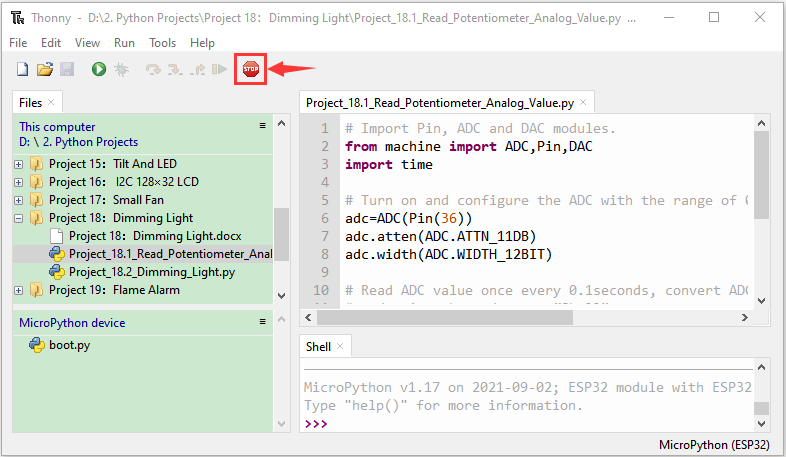 Thonny - D:\2. Python Projects\Project 18：Dimming Light\Project_18.1_Read_Potentiometer_Analog_Value.py ...
File Edit View Run Tools Help
STOP
Files
This computer
D: \ 2. Python Projects
Project 15：Tilt And LED
Project 16： I2C 128×32 LCD
Project 17：Small Fan
Project 18：Dimming Light
Project 18：Dimming Light.docx
Project_18.1_Read_Potentiometer_Anal
Project_18.2_Dimming_Light.py
Project 19：Flame Alarm
MicroPython device
boot.py
Project_18.1_Read_Potentiometer_Analog_Value.py
1 # Import Pin, ADC and DAC modules.
2 from machine import ADC,Pin,DAC
3 import time
4
5 # Turn on and configure the ADC with the range of 0
6 adc=ADC(Pin(36))
7 adc.atten(ADC.ATTN_11DB)
8 adc.width(ADC.WIDTH_12BIT)
9
10 # Read ADC value once every 0.1seconds, convert ADC
11
Shell
MicroPython v1.17 on 2021-09-02; ESP32 module with ESP32
Type "help()" for more information.
>>>
MicroPython (ESP32)